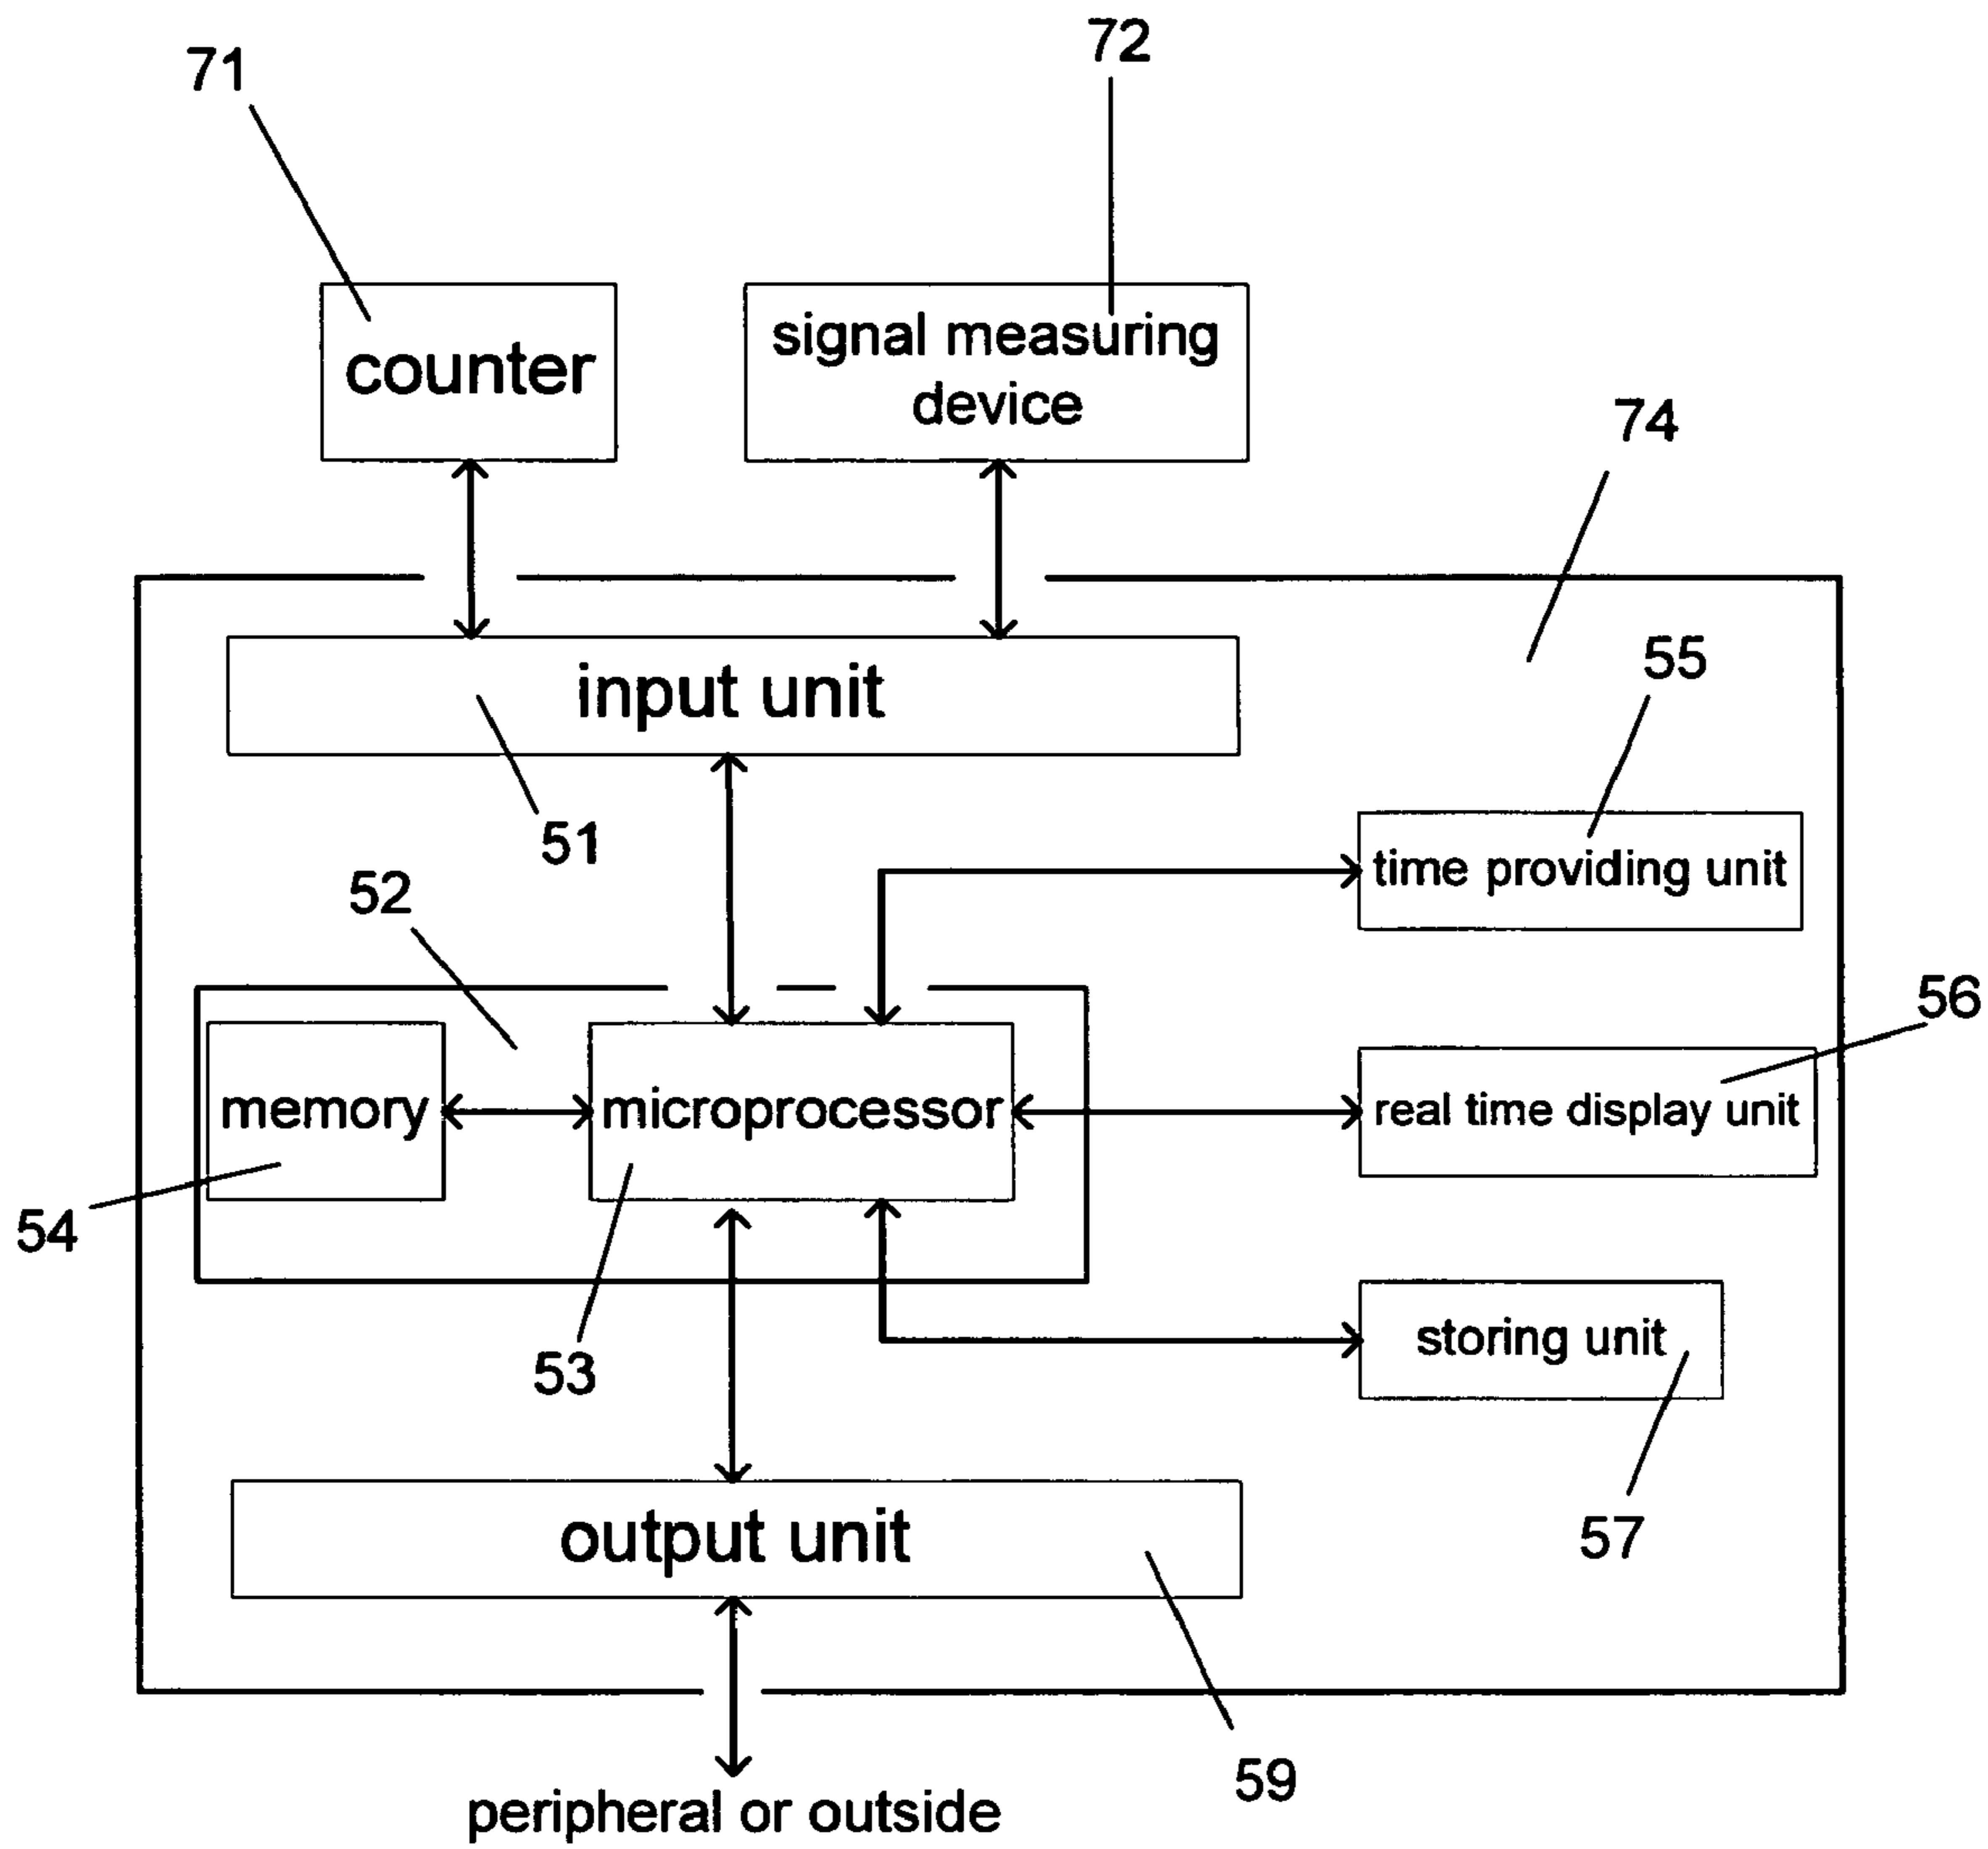 72
71
signal measuring
device
counter
74
55
input unit
51
time providing unit
52
56
memory
microprocessor
real time display unit
54
storing unit
53
output unit
57
59
peripheral or outside